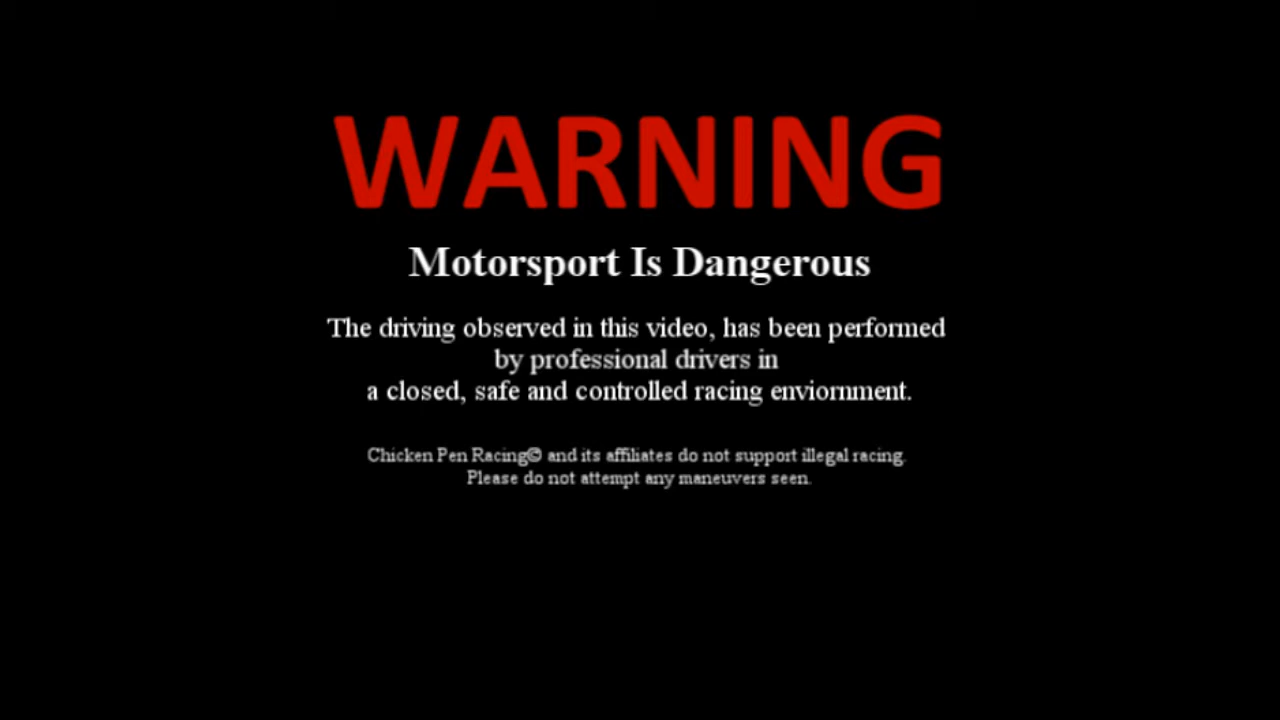 WARNING
Motorsport Is Dangerous
The driving observed in this video, has been performed
by professional drivers in
a closed, safe and controlled racing enviornment.
Chicken Pen Racing© and its affiliates do not support illegal racing.
Please do not attempt any maneuvers seen.